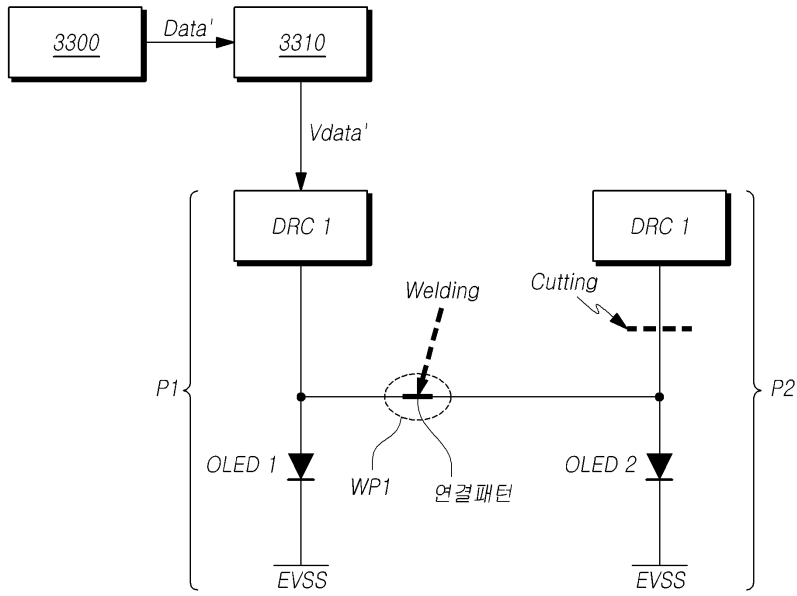 3300
Data'
3310
Vdata'
DRC 1
DRC 1
Welding
Cutting
P1
P2
OLED 1
OLED 2
WP1
연결패턴
EVSS
EVSS